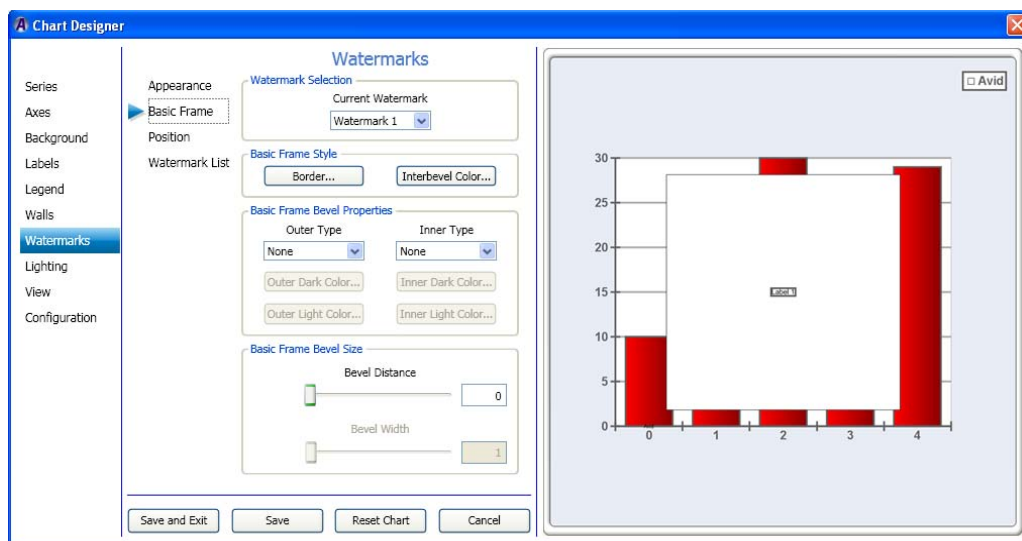 Chart Designer
Series
Axes
Background
Labels
Legend
Walls
Watermarks
Lighting
View
Configuration
Appearance
Basic Frame
Position
Watermark List
Watermarks
Watermark Selection
Current Watermark
Watermark 1
Basic Frame Style
Border...
Interbevel Color...
Basic Frame Bevel Properties
Outer Type
Inner Type
None
None
Outer Dark Color...
Inner Dark Color...
Outer Light Color...
Inner Light Color...
Basic Frame Bevel Size
Bevel Distance
0
Bevel Width
1
Save and Exit
Save
Reset Chart
Cancel
Avid
30
25
20
15
10
5
0
Label 1
0 1 2 3 4